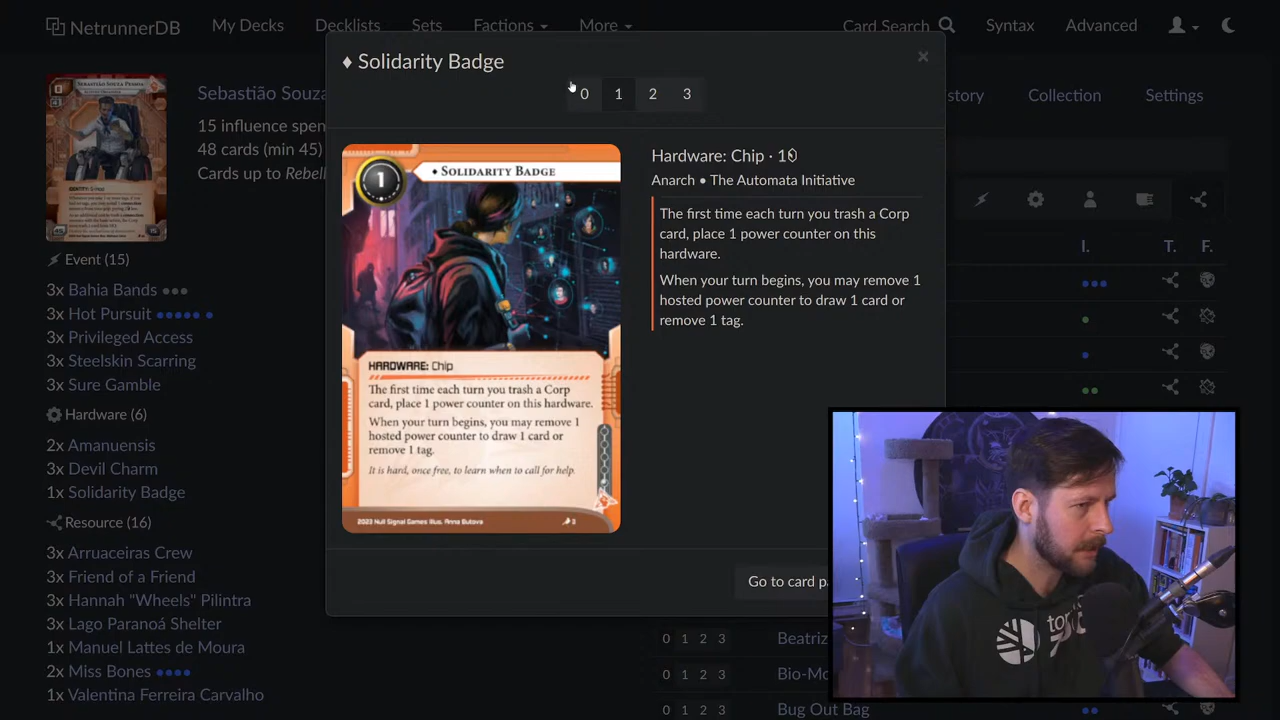 NetrunnerDB
My Decks
Decklists
Sets
Factions
More
Card Search
Syntax
Advanced
♦ Solidarity Badge
×
0 1 2 3
story
Collection
Settings
Sebastião Souza
15 influence spen
48 cards (min 45)
Cards up to Rebell
Event (15)
3x Bahia Bands ●●●
3x Hot Pursuit ●●●●● ●
3x Privileged Access
3x Steelskin Scarring
3x Sure Gamble
Hardware (6)
2x Amanuensis
3x Devil Charm
1x Solidarity Badge
Resource (16)
3x Arruaceiras Crew
3x Friend of a Friend
3x Hannah "Wheels" Pilintra
3x Lago Paranoá Shelter
1x Manuel Lattes de Moura
2x Miss Bones ●●●●
1x Valentina Ferreira Carvalho
1
♦ Solidarity Badge
HARDWARE: Chip
The first time each turn you trash a Corp
card, place 1 power counter on this hardware.
When your turn begins, you may remove 1
hosted power counter to draw 1 card or
remove 1 tag.
It is hard, once free, to learn when to call for help.
2023 Null Signal Games Illus. Anna Butova
Hardware: Chip · 1
Anarch • The Automata Initiative
The first time each turn you trash a Corp
card, place 1 power counter on this
hardware.
When your turn begins, you may remove 1
hosted power counter to draw 1 card or
remove 1 tag.
Go to card p
I. T. F.
0 1 2 3 Beatriz
0 1 2 3 Bio-Mo
0 1 2 3 Bug Out Bag